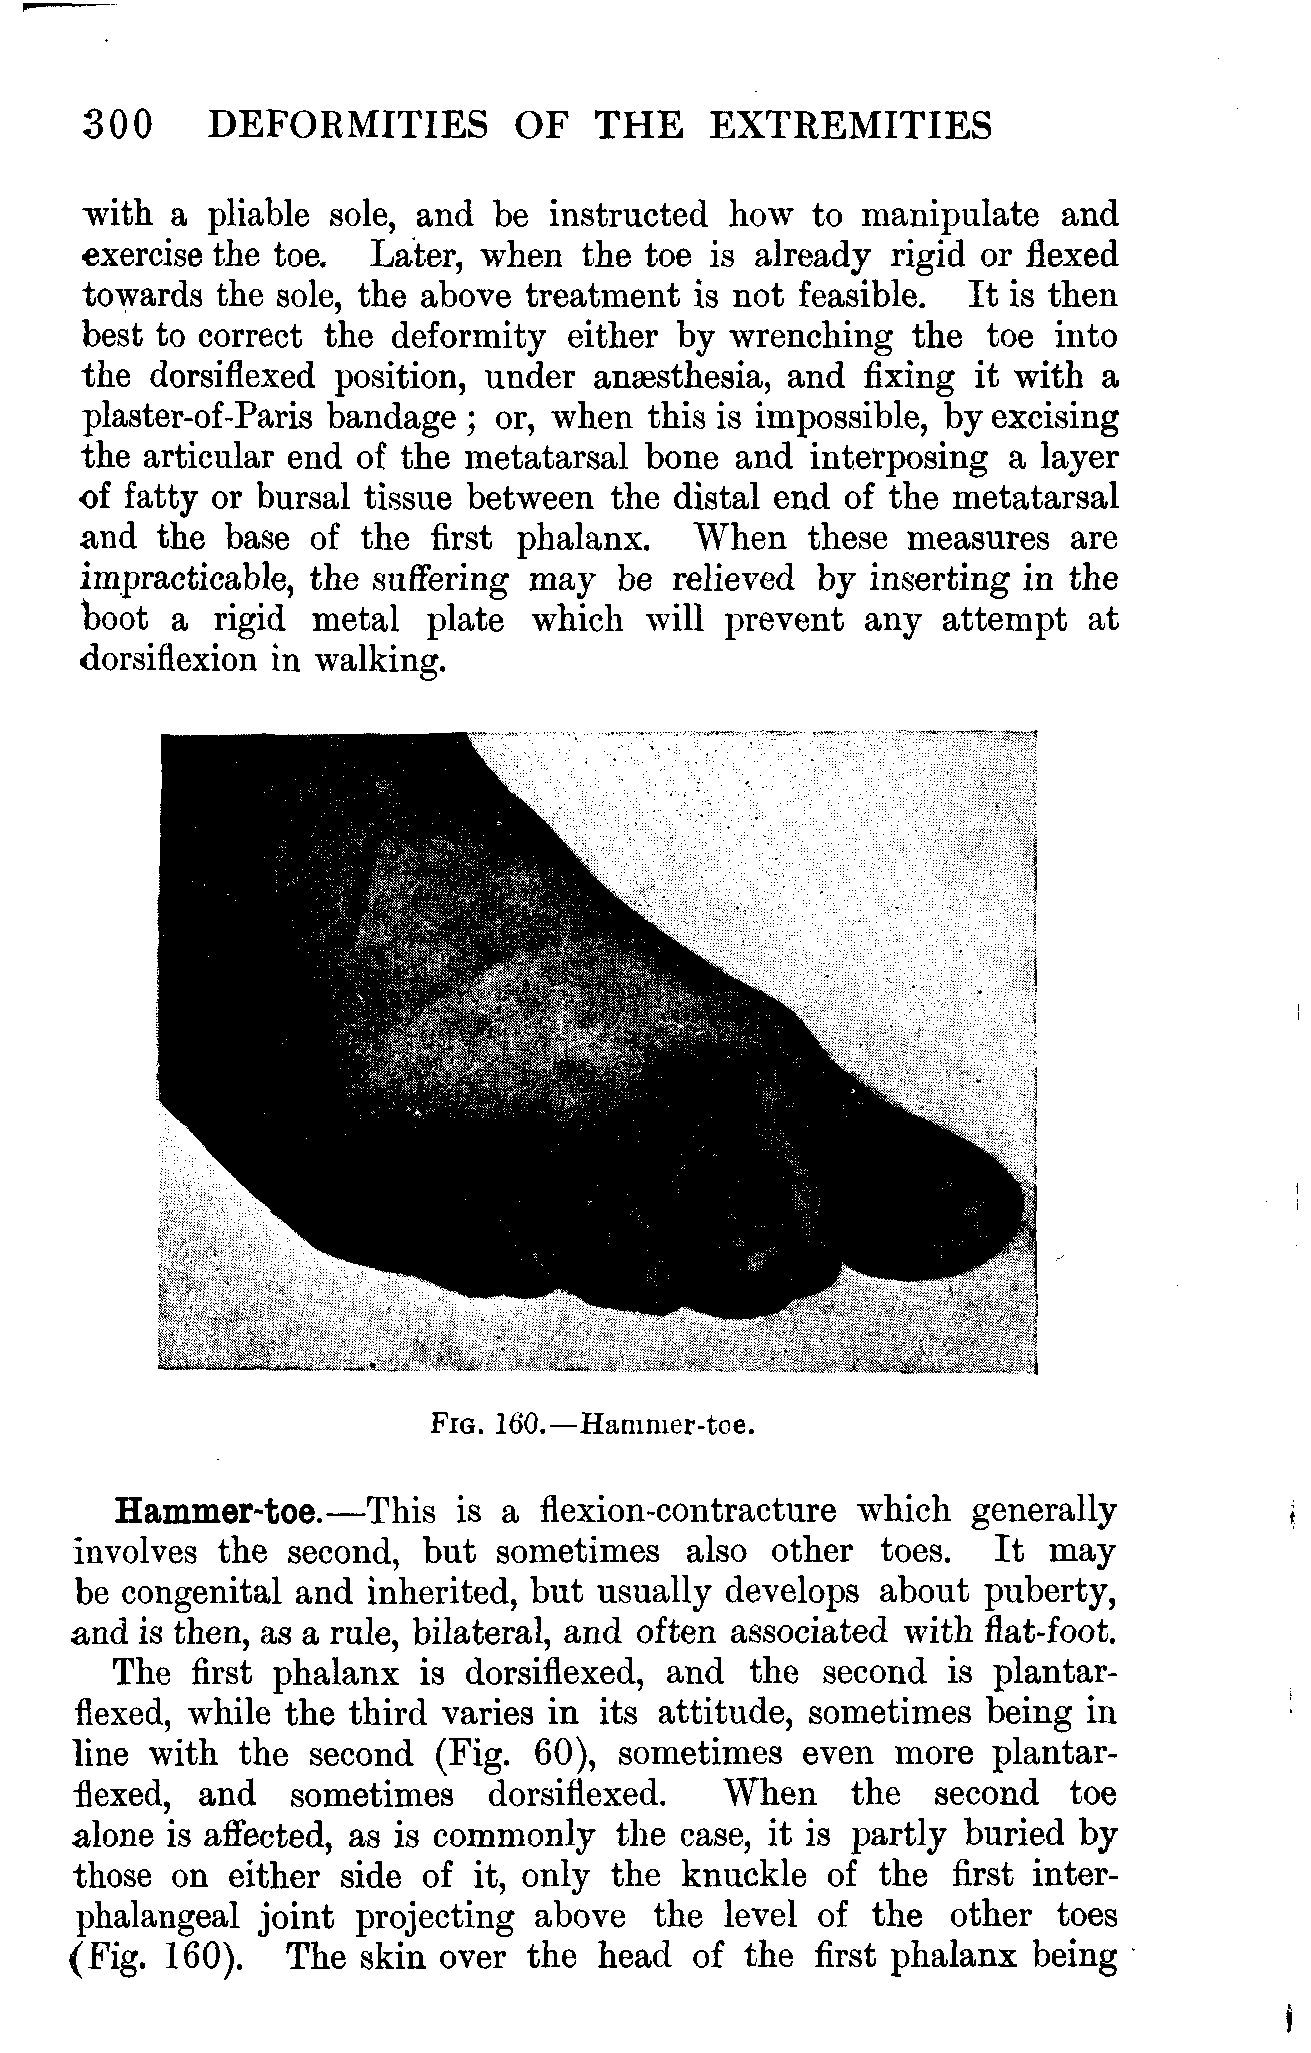 300 DEFORMITIES OF THE EXTREMITIES
with a pliable sole, and be instructed how to manipulate and
exercise the toe. Later, when the toe is already rigid or flexed
towards the sole, the above treatment is not feasible. It is then
best to correct the deformity either by wrenching the toe into
the dorsiflexed position, under anæsthesia, and fixing it with a
plaster-of-Paris bandage ; or, when this is impossible, by excising
the articular end of the metatarsal bone and interposing a layer
of fatty or bursal tissue between the distal end of the metatarsal
and the base of the first phalanx. When these measures are
impracticable, the suffering may be relieved by inserting in the
boot a rigid metal plate which will prevent any attempt at
dorsiflexion in walking.
FIG. 160.—Hammer-toe.
Hammer-toe.—This is a flexion-contracture which generally
involves the second, but sometimes also other toes. It may
be congenital and inherited, but usually develops about puberty,
and is then, as a rule, bilateral, and often associated with flat-foot.
The first phalanx is dorsiflexed, and the second is plantar-
flexed, while the third varies in its attitude, sometimes being in
line with the second (Fig. 60), sometimes even more plantar-
flexed, and sometimes dorsiflexed. When the second toe
alone is affected, as is commonly the case, it is partly buried by
those on either side of it, only the knuckle of the first inter-
phalangeal joint projecting above the level of the other toes
(Fig. 160). The skin over the head of the first phalanx being